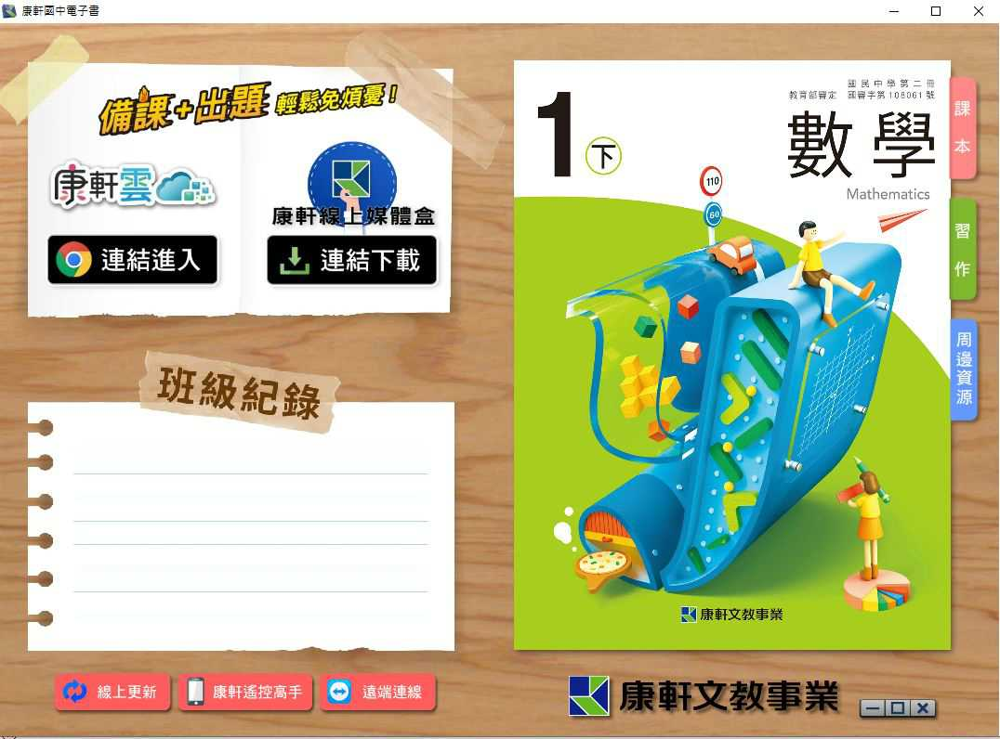 康軒國中電子書
備課+出題 輕鬆免煩憂!
康軒雲
康軒線上媒體盒
連結進入
連結下載
班級紀錄
線上更新
康軒遙控高手
遠端連線
國民中學第二冊
教育部審定 國審字第108061號
1下
數學
Mathematics
110
60
康軒文教事業
課本
習作
周邊資源
康軒文教事業